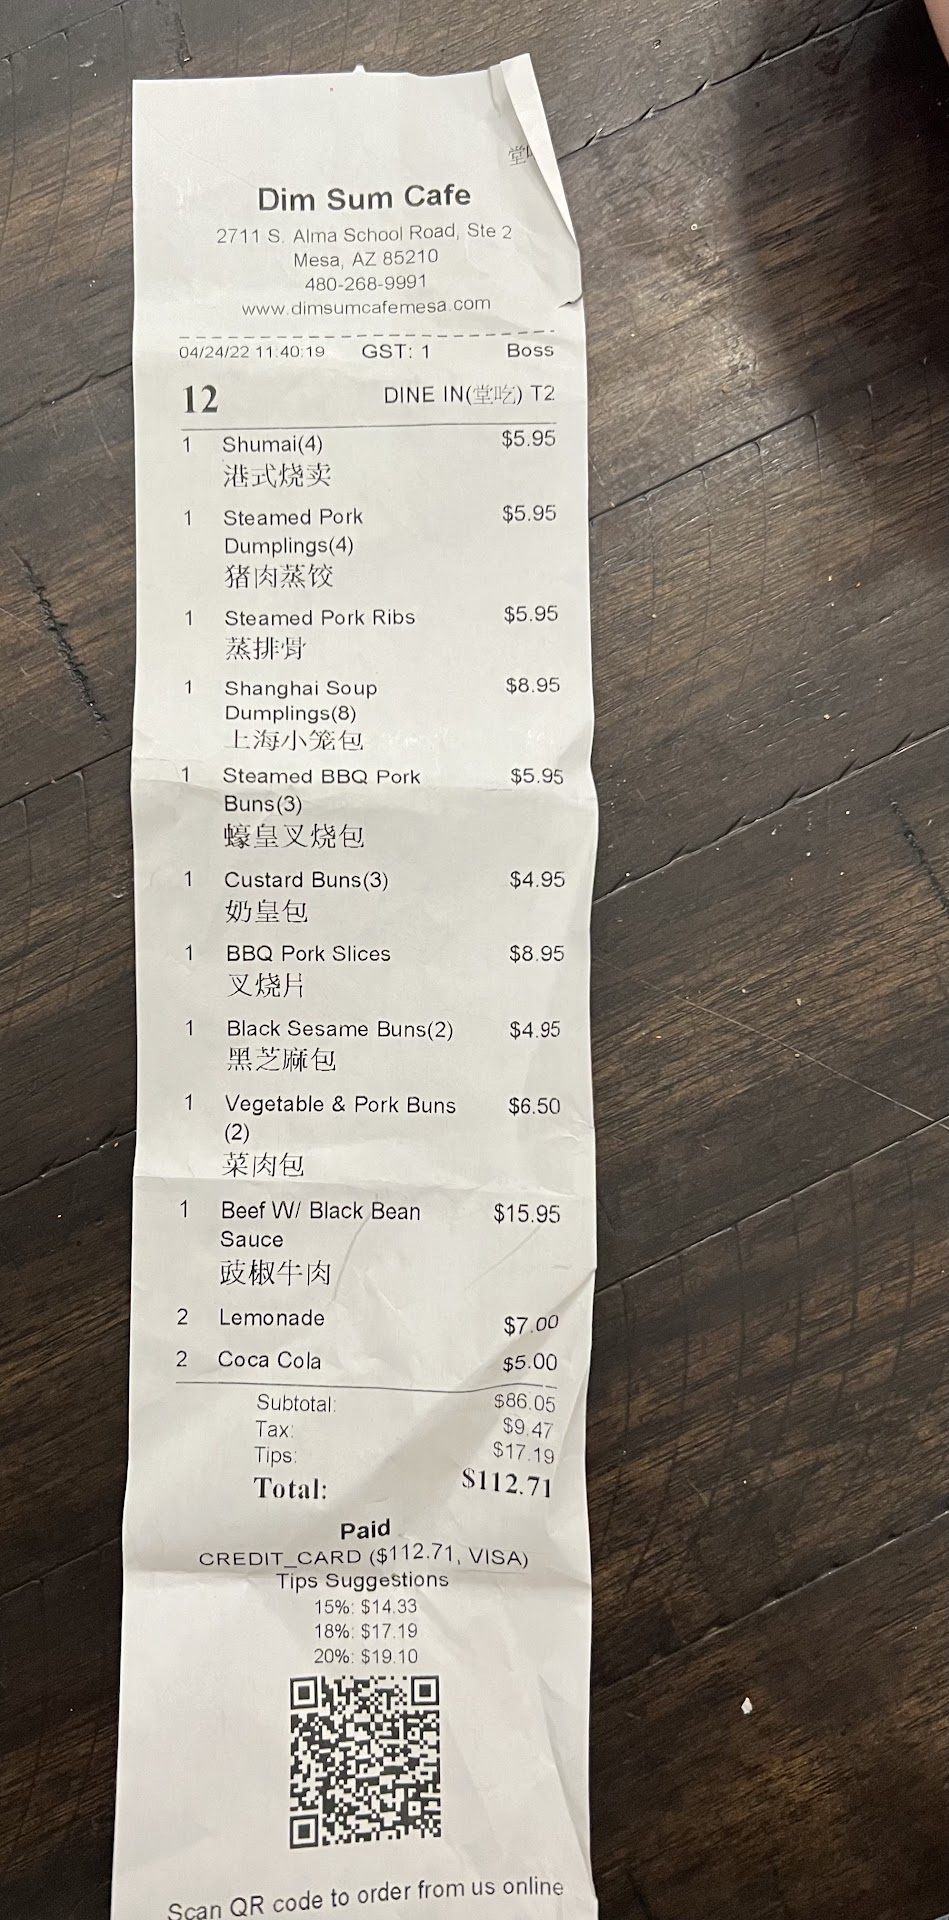 堂
Dim Sum Cafe
2711 S. Alma School Road, Ste 2
Mesa, AZ 85210
480-268-9991
www.dimsumcafemesa.com
04/24/22 11:40:19 GST: 1 Boss
12 DINE IN(堂吃) T2
1 Shumai(4) $5.95
港式烧卖
1 Steamed Pork $5.95
Dumplings(4)
猪肉蒸饺
1 Steamed Pork Ribs $5.95
蒸排骨
1 Shanghai Soup $8.95
Dumplings(8)
上海小笼包
1 Steamed BBQ Pork $5.95
Buns(3)
蠔皇叉烧包
1 Custard Buns(3) $4.95
奶皇包
1 BBQ Pork Slices $8.95
叉烧片
1 Black Sesame Buns(2) $4.95
黑芝麻包
1 Vegetable & Pork Buns $6.50
(2)
菜肉包
1 Beef W/ Black Bean $15.95
Sauce
豉椒牛肉
2 Lemonade $7.00
2 Coca Cola $5.00
Subtotal: $86.05
Tax: $9.47
Tips: $17.19
Total: $112.71
Paid
CREDIT_CARD ($112.71, VISA)
Tips Suggestions
15%: $14.33
18%: $17.19
20%: $19.10
Scan QR code to order from us online